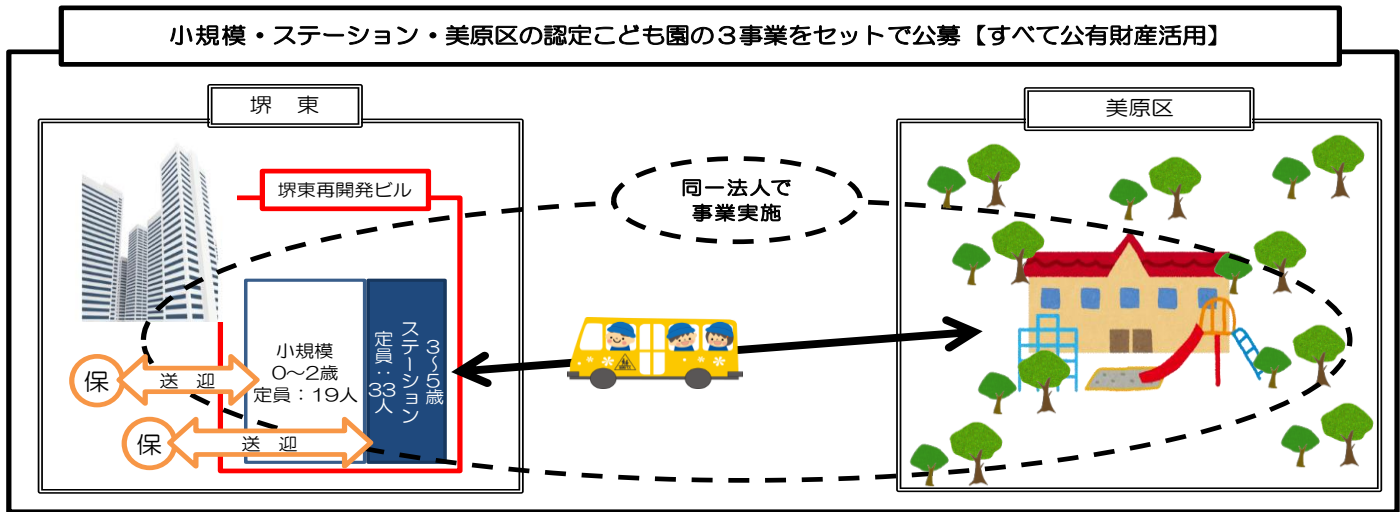 小規模・ステーション・美原区の認定こども園の３事業をセットで公募【すべて公有財産活用】
堺　東
美原区
堺東再開発ビル
同一法人で
事業実施
小規模
０～２歳
定員：１９人
３～５歳
ステーション
定員：３３人
保
送　迎
保
送　迎